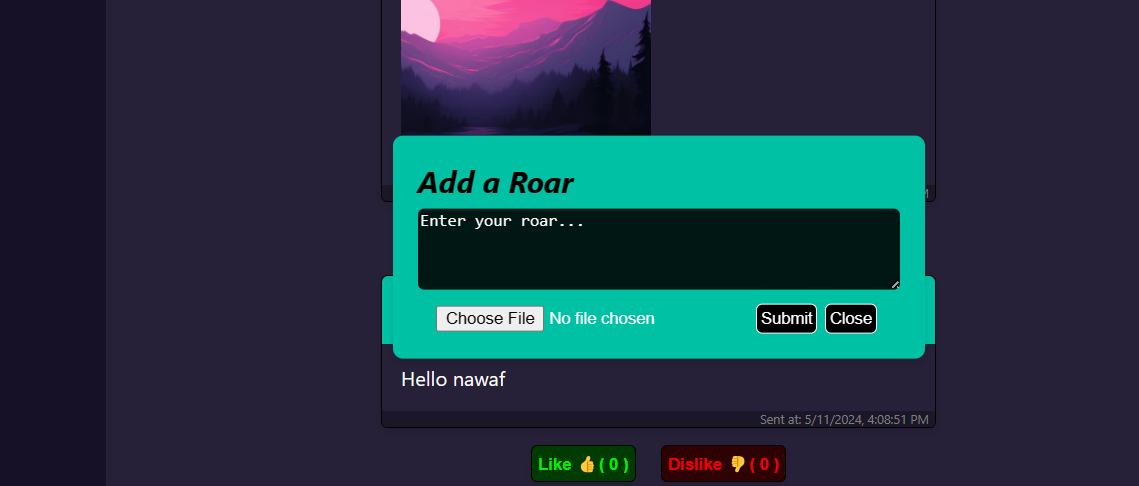 M
Add a Roar
Enter your roar...
Choose File No file chosen
Submit Close
Hello nawaf
Sent at: 5/11/2024, 4:08:51 PM
Like 👍 ( 0 ) Dislike 👎 ( 0 )